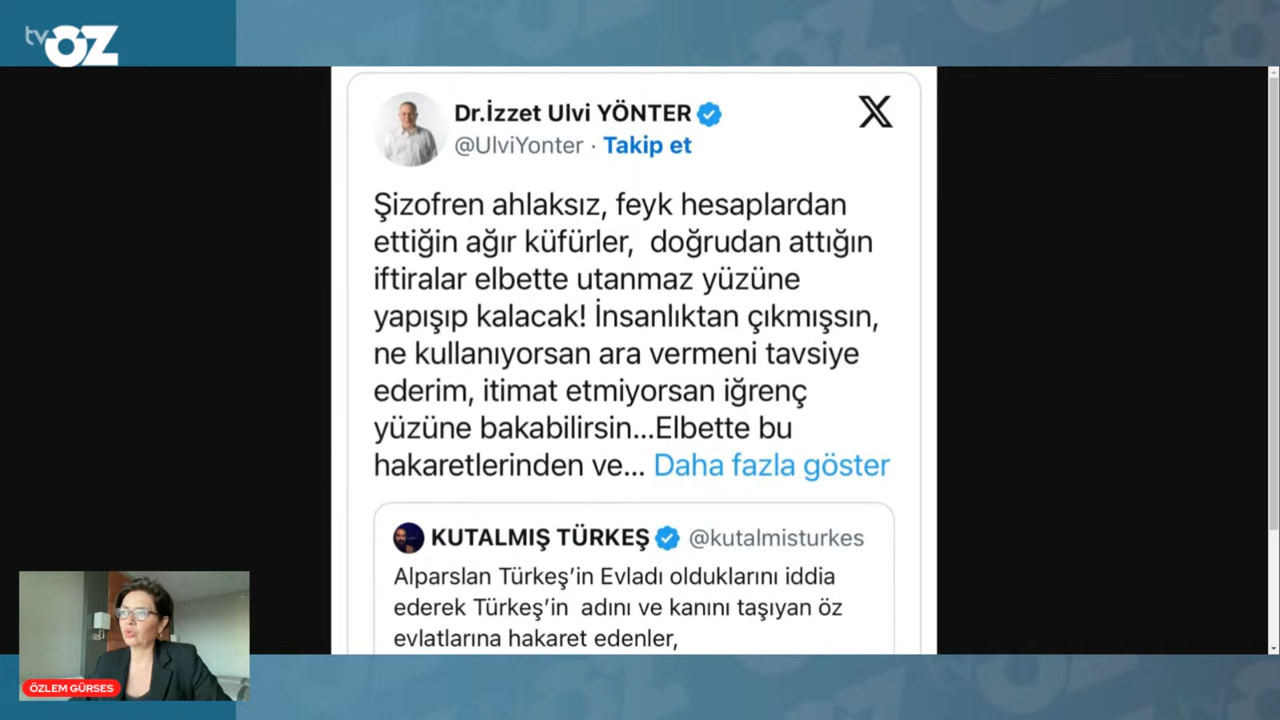 tv ÖZ
Dr.İzzet Ulvi YÖNTER
@UlviYonter · Takip et
Şizofren ahlaksız, feyk hesaplardan
ettiğin ağır küfürler, doğrudan attığın
iftiralar elbette utanmaz yüzüne
yapışıp kalacak! İnsanlıktan çıkmışsın,
ne kullanıyorsan ara vermeni tavsiye
ederim, itimat etmiyorsan iğrenç
yüzüne bakabilirsin...Elbette bu
hakaretlerinden ve... Daha fazla göster
KUTALMIŞ TÜRKEŞ @kutalmisturkes
Alparslan Türkeş’in Evladı olduklarını iddia
ederek Türkeş’in adını ve kanını taşıyan öz
evlatlarına hakaret edenler,
ÖZLEM GÜRSES